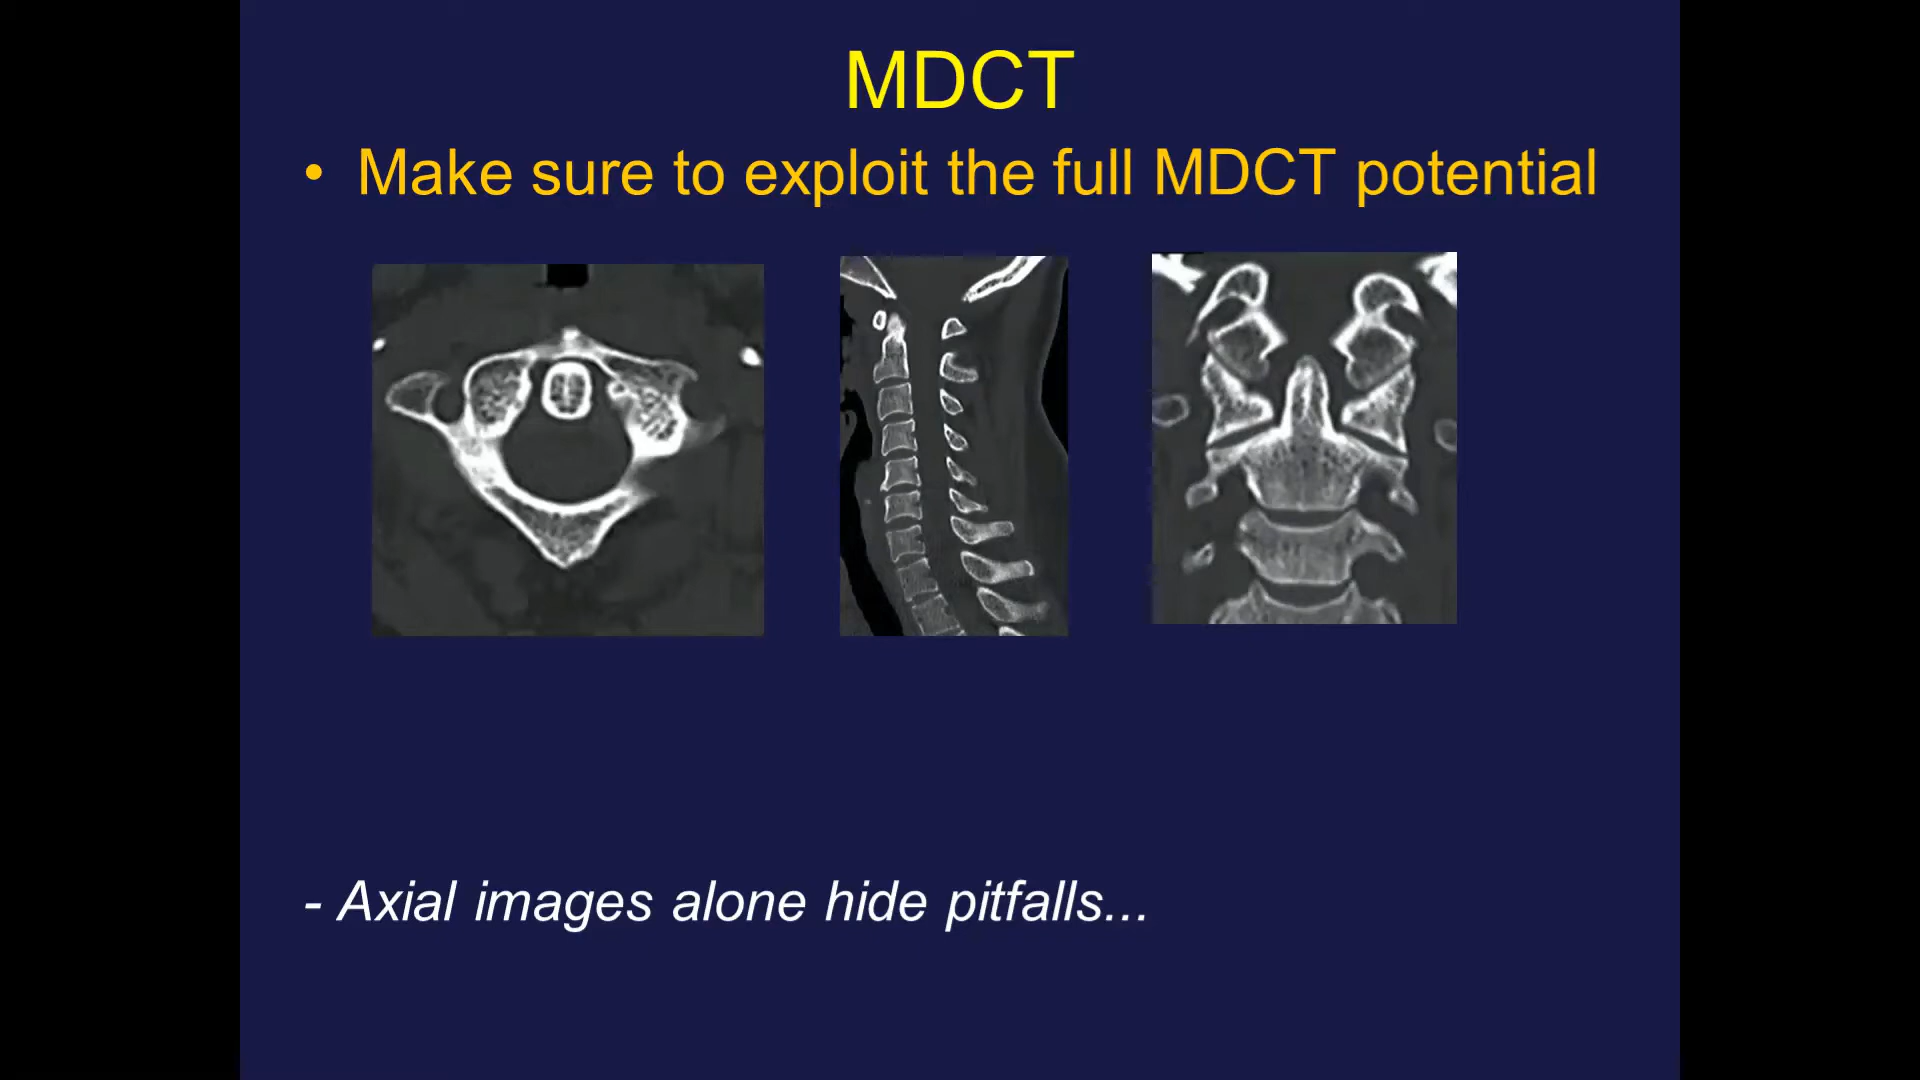 MDCT
• Make sure to exploit the full MDCT potential
- Axial images alone hide pitfalls...